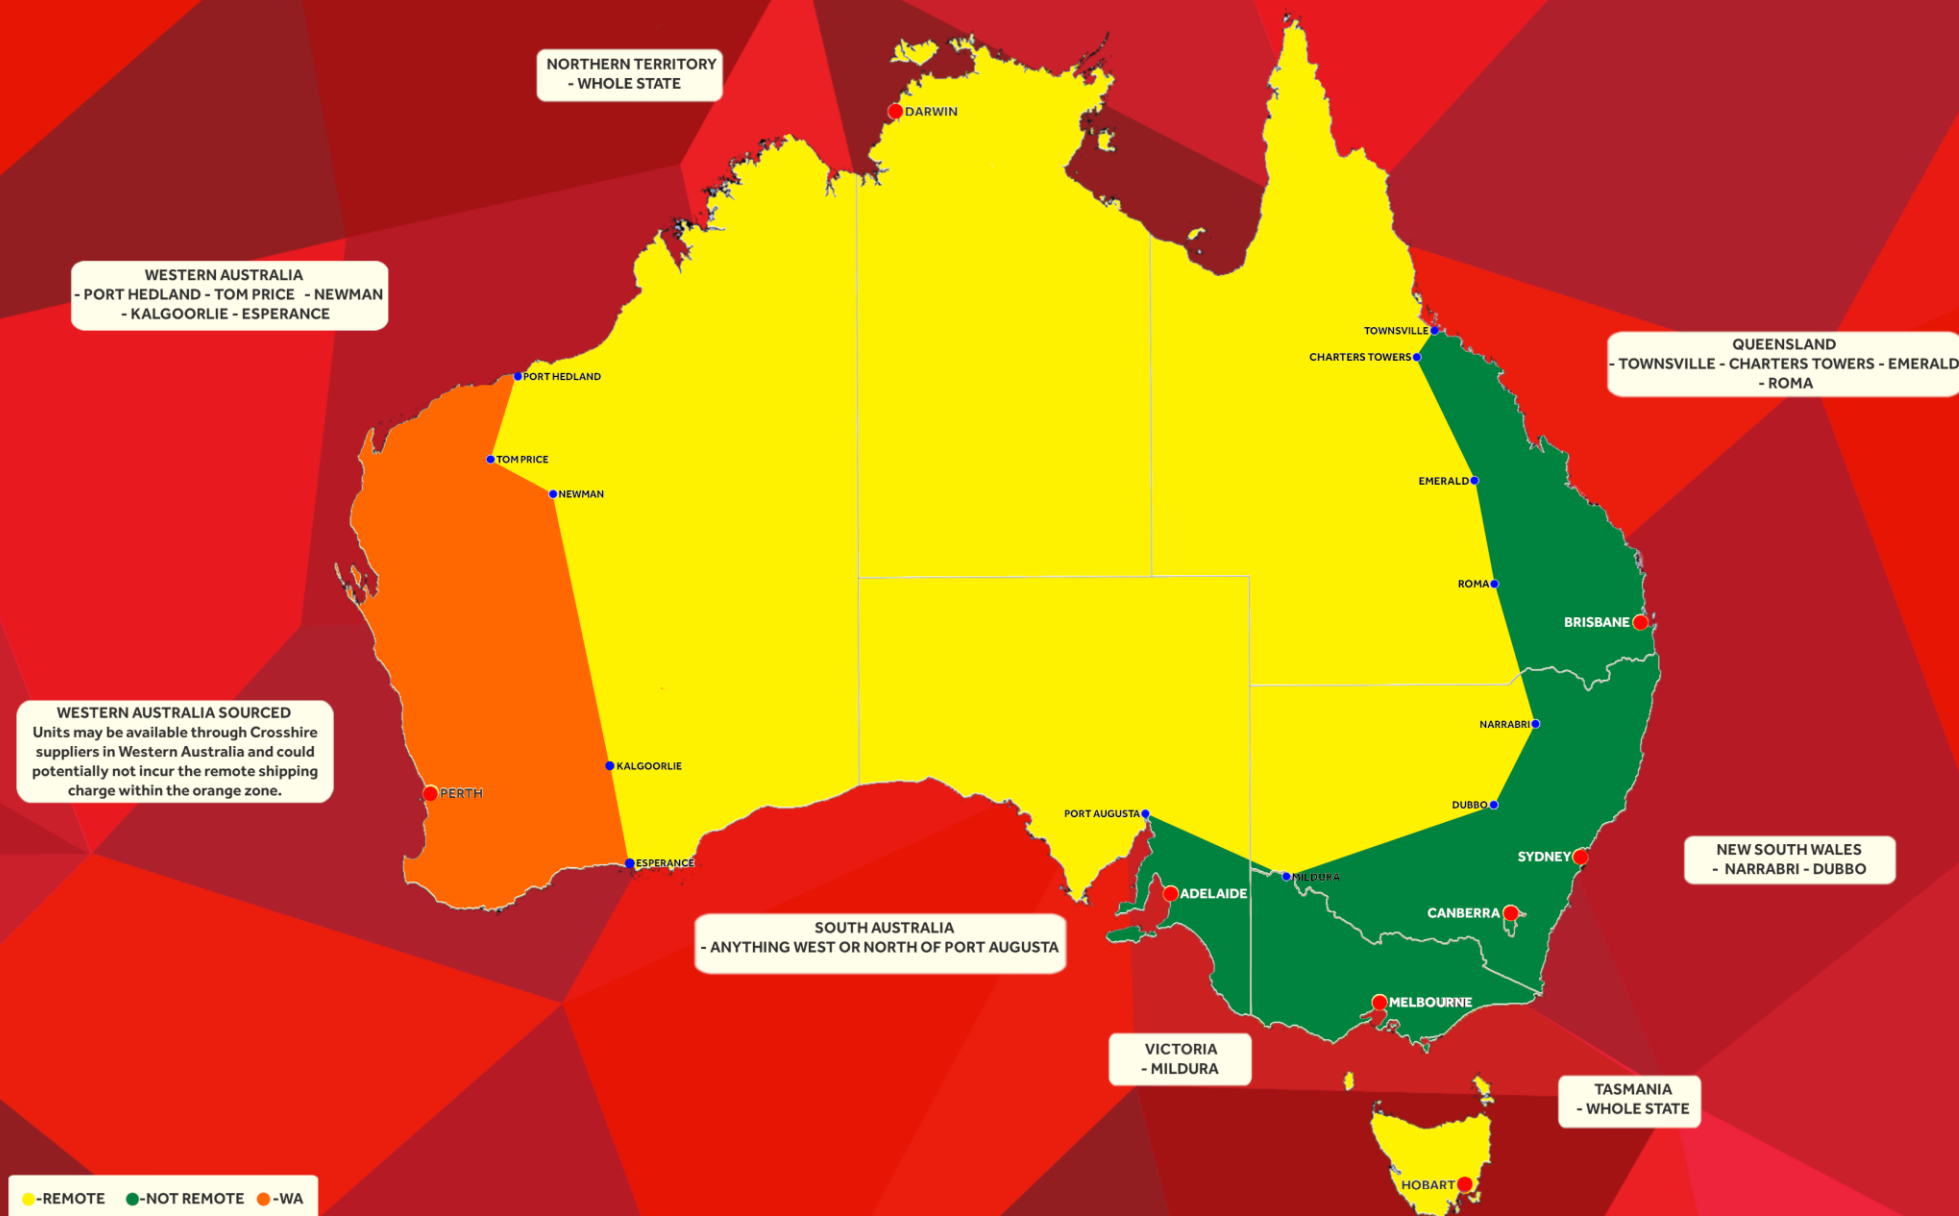 NORTHERN TERRITORY
- WHOLE STATE
DARWIN
WESTERN AUSTRALIA
- PORT HEDLAND - TOM PRICE - NEWMAN
- KALGOORLIE - ESPERANCE
TOWNSVILLE
CHARTERS TOWERS
QUEENSLAND
- TOWNSVILLE - CHARTERS TOWERS - EMERALD
- ROMA
PORT HEDLAND
TOM PRICE
NEWMAN
EMERALD
ROMA
BRISBANE
WESTERN AUSTRALIA SOURCED
Units may be available through Crosshire
suppliers in Western Australia and could
potentially not incur the remote shipping
charge within the orange zone.
NARRABRI
KALGOORLIE
PERTH
DUBBO
PORT AUGUSTA
ESPERANCE
SYDNEY
NEW SOUTH WALES
- NARRABRI - DUBBO
MILDURA
ADELAIDE
CANBERRA
SOUTH AUSTRALIA
- ANYTHING WEST OR NORTH OF PORT AUGUSTA
MELBOURNE
VICTORIA
- MILDURA
TASMANIA
- WHOLE STATE
HOBART
-REMOTE -NOT REMOTE -WA